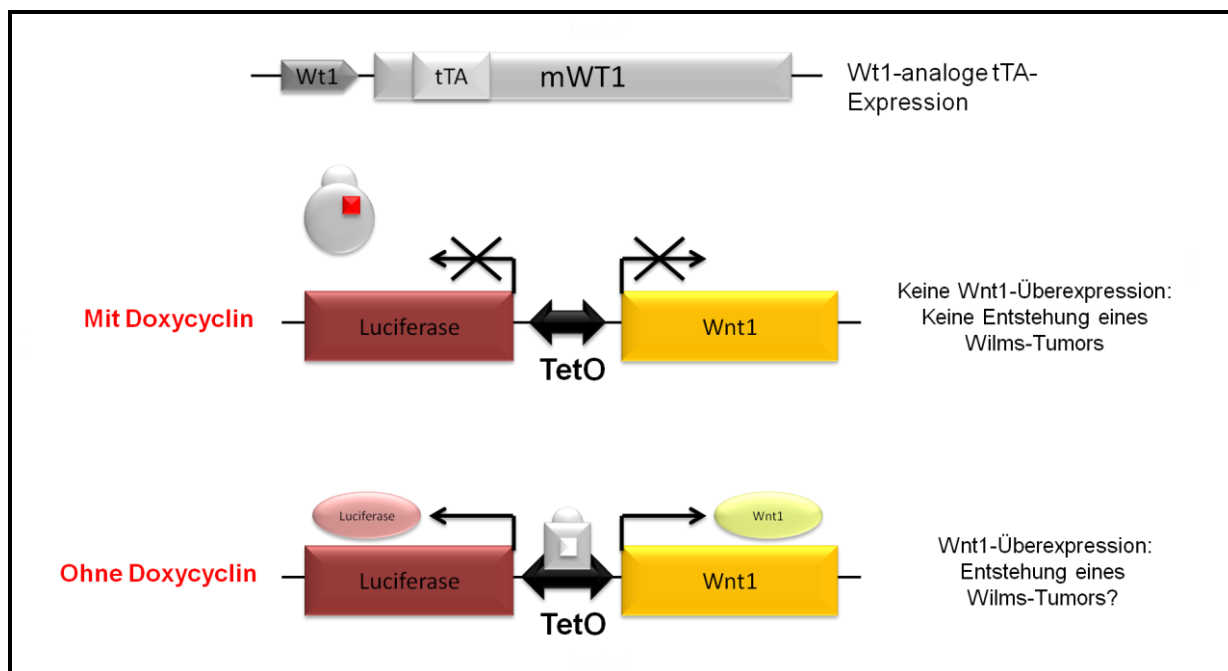 Wt1
tTA
mWT1
Wt1-analoge tTA-
Expression
Mit Doxycyclin
Luciferase
TetO
Wnt1
Keine Wnt1-Überexpression:
Keine Entstehung eines
Wilms-Tumors
Luciferase
Wnt1
Ohne Doxycyclin
Luciferase
TetO
Wnt1
Wnt1-Überexpression:
Entstehung eines
Wilms-Tumors?